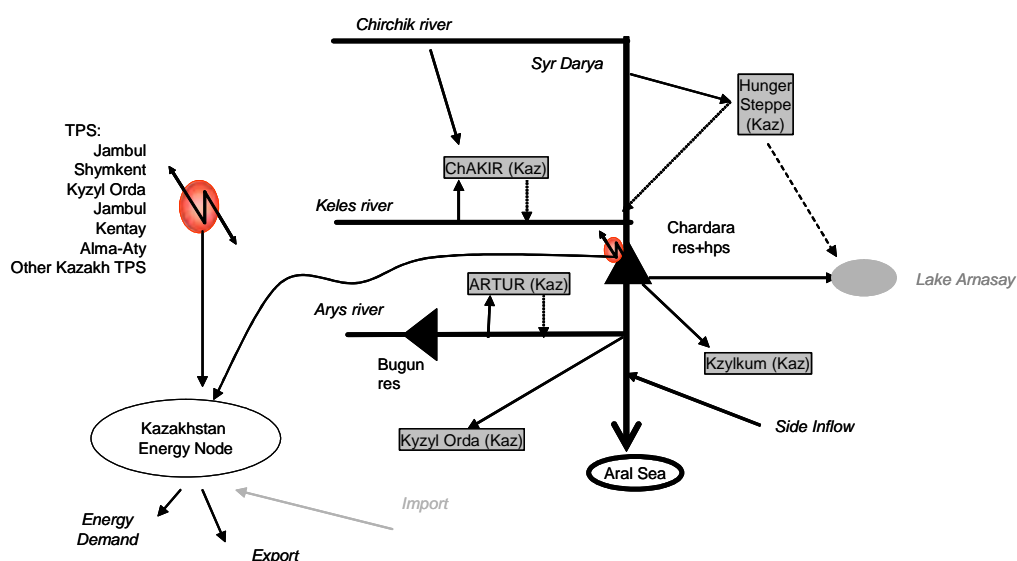 Chirchik river
Syr Darya
Hunger
Steppe
(Kaz)
TPS:
Jambul
Shymkent
Kyzyl Orda
Jambul
Kentay
Alma-Aty
Other Kazakh TPS
ChAKIR (Kaz)
Keles river
Chardara
res+hps
ARTUR (Kaz)
Lake Arnasay
Arys river
Bugun
res
Kzylkum (Kaz)
Kazakhstan
Energy Node
Kyzyl Orda (Kaz)
Side Inflow
Aral Sea
Import
Energy
Demand
Export